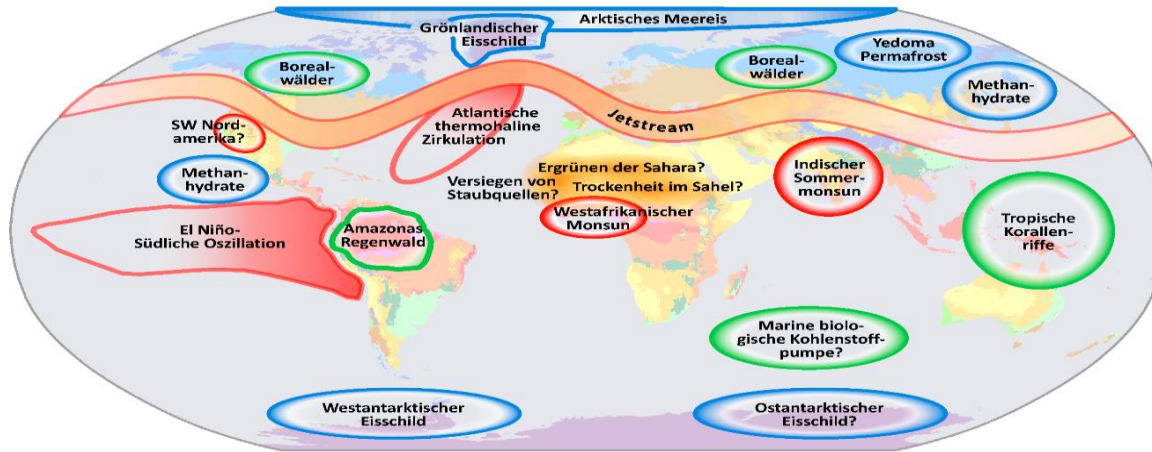 Arktisches Meereis
Grönlandischer
Eisschild
Boreal-
wälder
Boreal-
wälder
Yedoma
Permafrost
Methan-
hydrate
SW Nord-
amerika?
Atlantische
thermohaline
Zirkulation
Jetstream
Methan-
hydrate
Ergrünen der Sahara?
Versiegen von
Staubquellen?
Trockenheit im Sahel?
Indischer
Sommer-
monsun
Westafrikanischer
Monsun
El Niño-
Südliche Oszillation
Amazonas
Regenwald
Tropische
Korallen-
riffe
Marine biolo-
gische Kohlenstoff-
pumpe?
Westantarktischer
Eisschild
Ostantarktischer
Eisschild?